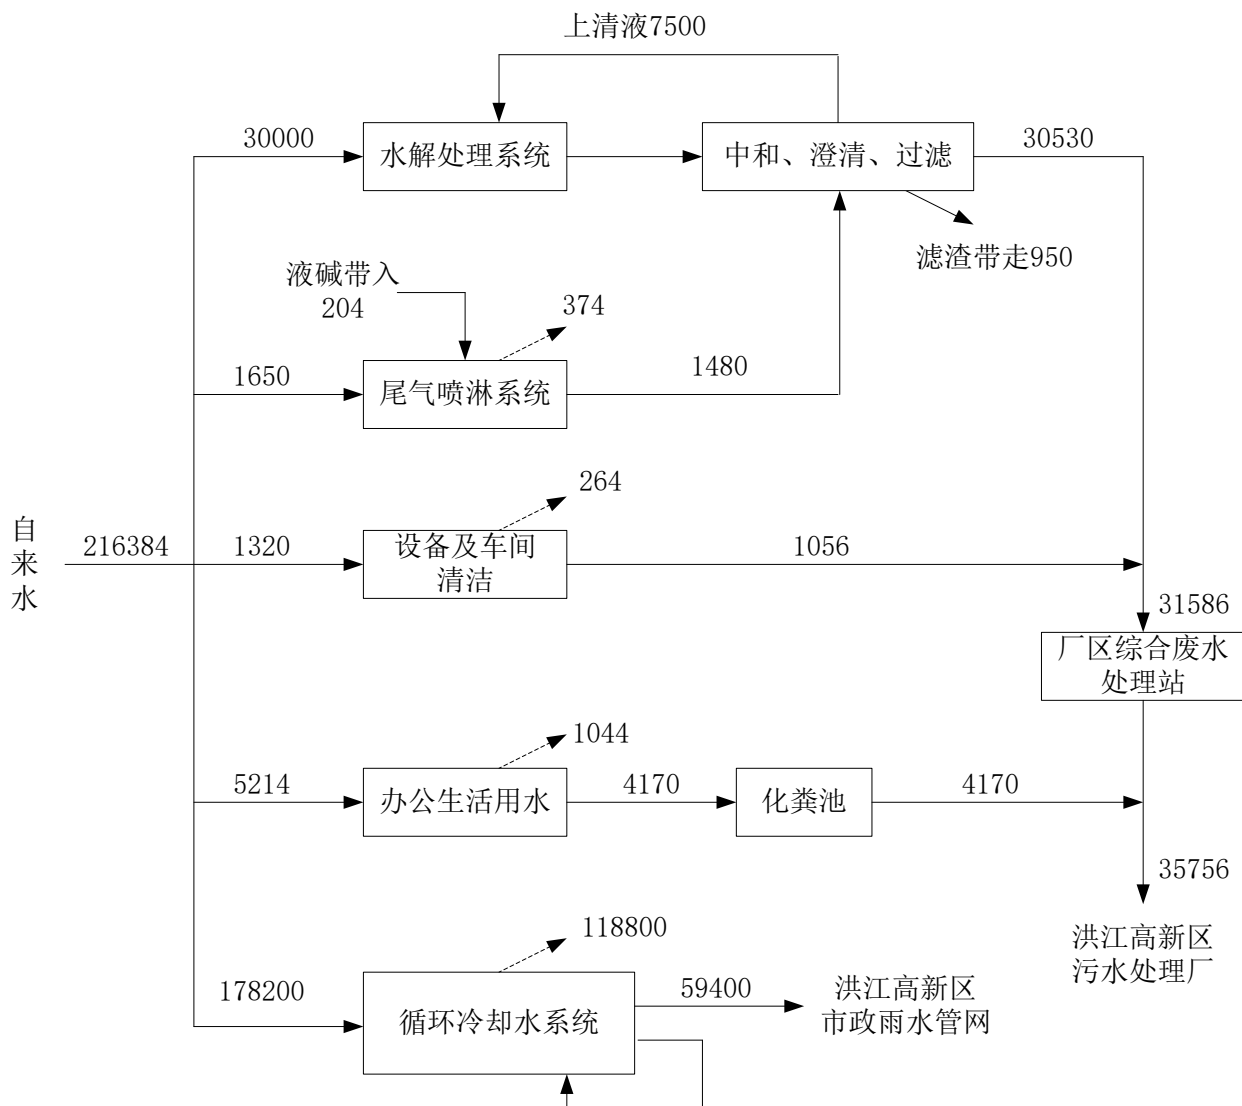 上清液7500
30000
水解处理系统
中和、澄清、过滤
30530
滤渣带走950
液碱带入
204
374
1650
尾气喷淋系统
1480
264
自
来
水
216384
1320
设备及车间
清洁
1056
31586
厂区综合废水
处理站
1044
5214
办公生活用水
4170
化粪池
4170
35756
洪江高新区
污水处理厂
118800
178200
循环冷却水系统
59400
洪江高新区
市政雨水管网